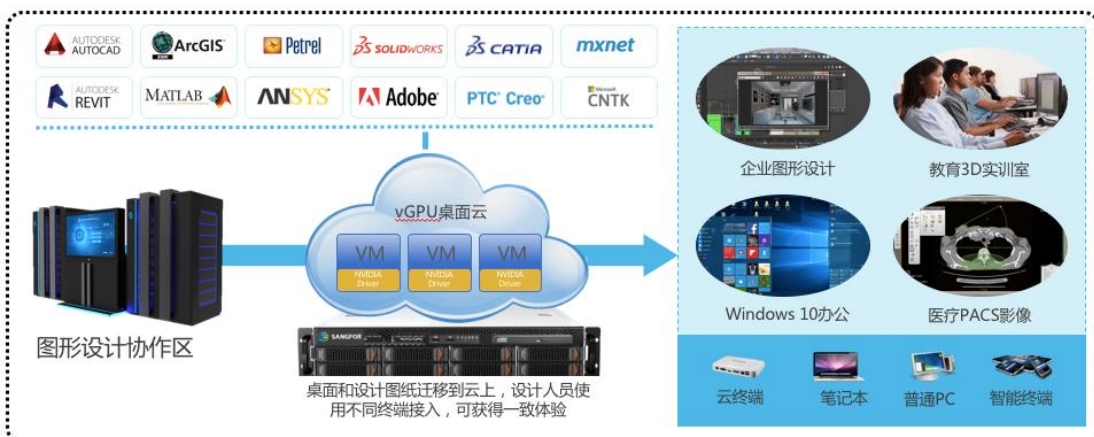 AUTODESK
AUTOCAD
ArcGIS
Petrel
SOLIDWORKS
CATIA
mxnet
AUTODESK
REVIT
MATLAB
ANSYS
Adobe
PTC Creo
Microsoft
CNTK
图形设计协作区
vGPU桌面云
VM VM VM
NVIDIA NVIDIA NVIDIA
Driver Driver Driver
SANGFOR
桌面和设计图纸迁移到云上，设计人员使
用不同终端接入，可获得一致体验
企业图形设计
教育3D实训室
Windows 10办公
医疗PACS影像
云终端
笔记本
普通PC
智能终端